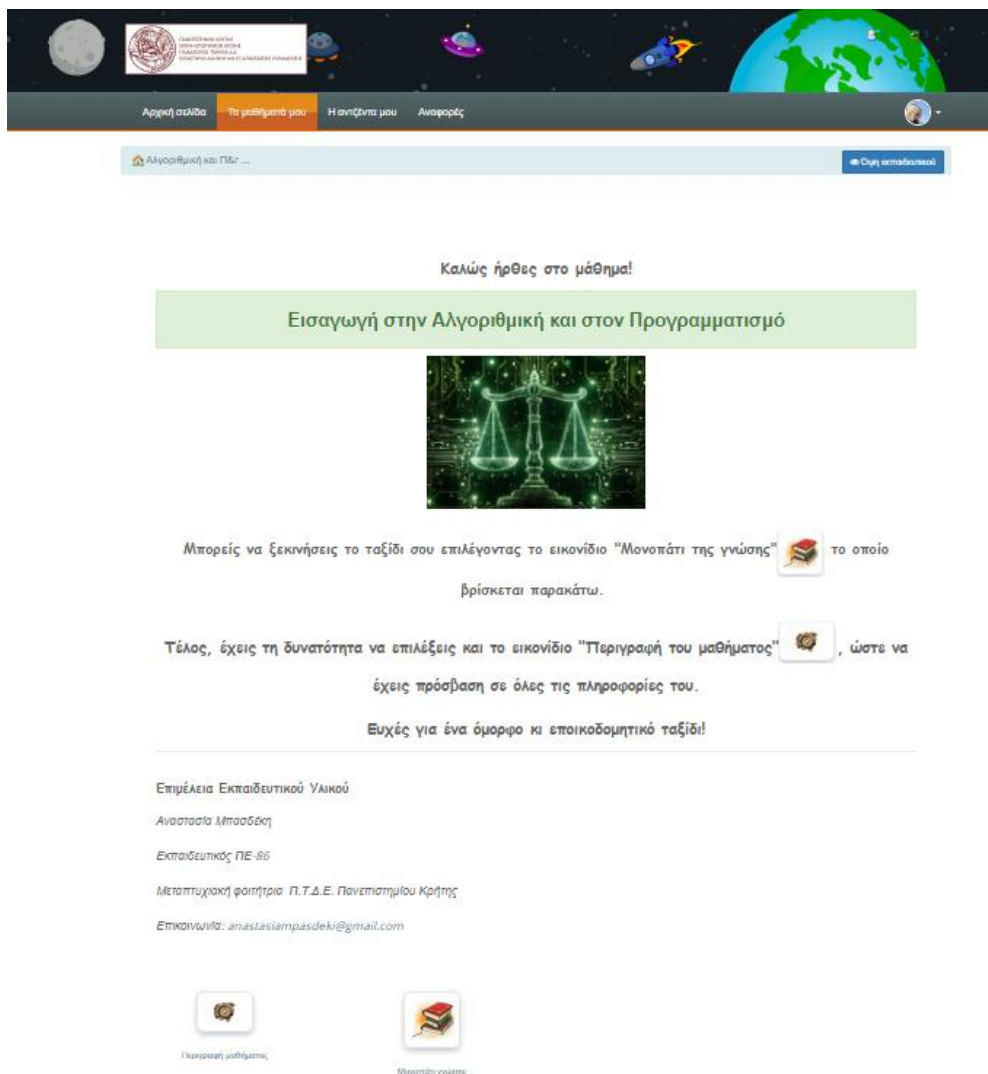 Αρχική σελίδα Τα μαθήματά μου Η αντζέντα μου Αναφορές
Αλγοριθμική και Π&r ... Όψη εκπαιδευτικού
Καλώς ήρθες στο μάθημα!
Εισαγωγή στην Αλγοριθμική και στον Προγραμματισμό
Μπορείς να ξεκινήσεις το ταξίδι σου επιλέγοντας το εικονίδιο "Μονοπάτι της γνώσης" το οποίο
βρίσκεται παρακάτω.
Τέλος, έχεις τη δυνατότητα να επιλέξεις και το εικονίδιο "Περιγραφή του μαθήματος" , ώστε να
έχεις πρόσβαση σε όλες τις πληροφορίες του.
Ευχές για ένα όμορφο κι εποικοδομητικό ταξίδι!
Επιμέλεια Εκπαιδευτικού Υλικού
Αναστασία Μπασδέκη
Εκπαιδευτικός ΠΕ-86
Μεταπτυχιακή φοιτήτρια Π.Τ.Δ.Ε. Πανεπιστημίου Κρήτης
Επικοινωνία: anastasiampasdeki@gmail.com
Περιγραφή μαθήματος
Μονοπάτι γνώσης